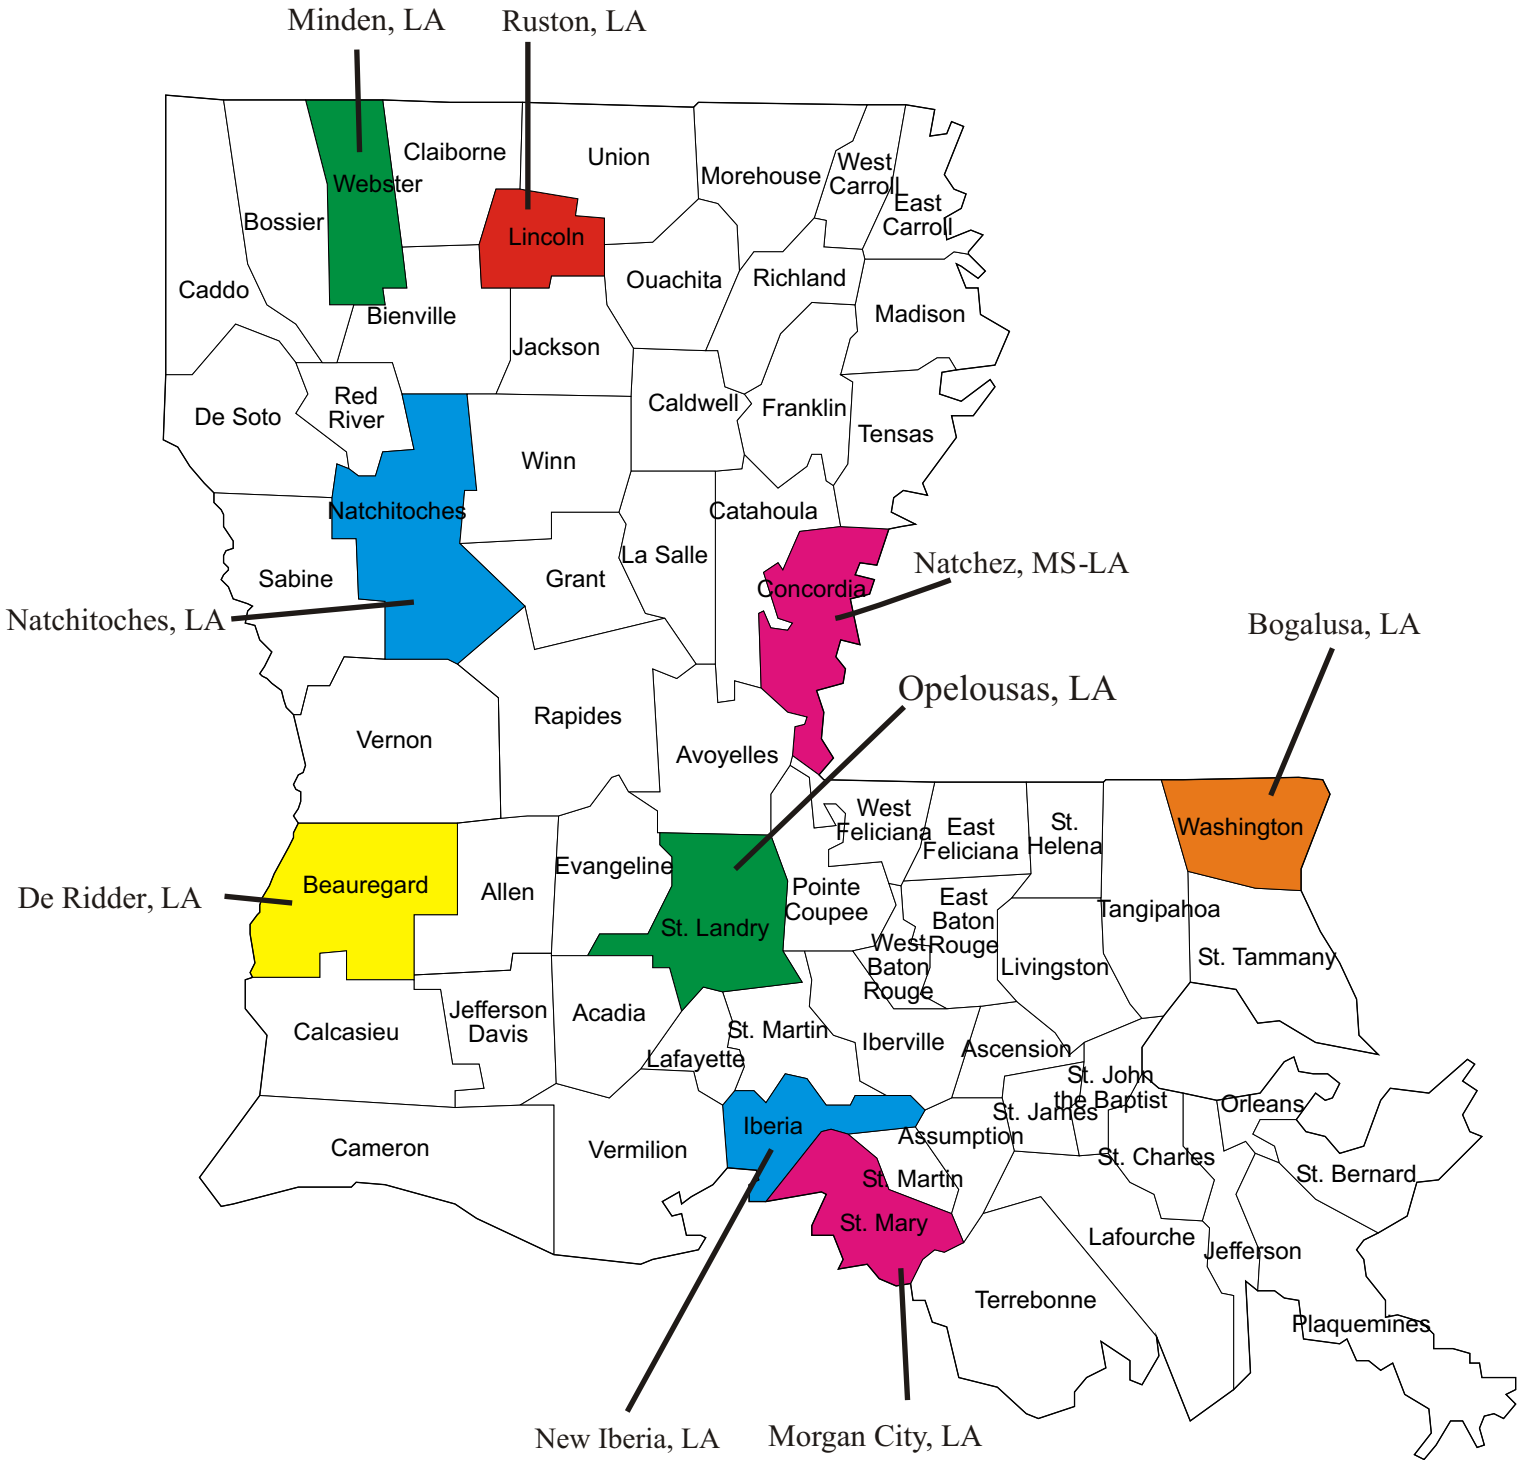 Minden, LA
Ruston, LA
Claiborne
Union
West
Carroll
Morehouse
Webster
East
Carroll
Bossier
Lincoln
Ouachita
Richland
Caddo
Bienville
Madison
Jackson
Red
River
Caldwell
Franklin
De Soto
Tensas
Winn
Natchitoches
Catahoula
La Salle
Natchez, MS-LA
Sabine
Grant
Concordia
Natchitoches, LA
Bogalusa, LA
Opelousas, LA
Rapides
Vernon
Avoyelles
West
Feliciana
East
Feliciana
St.
Helena
Washington
Evangeline
Beauregard
Allen
Pointe
Coupee
De Ridder, LA
East
Baton
Rouge
Tangipahoa
St. Landry
West
Baton
Rouge
Livingston
St. Tammany
Jefferson
Davis
Acadia
Calcasieu
St. Martin
Iberville
Ascension
Lafayette
St. John
the Baptist
St. James
Orleans
Iberia
Assumption
Cameron
Vermilion
St. Charles
St. Martin
St. Bernard
St. Mary
Lafourche
Jefferson
Terrebonne
Plaquemines
New Iberia, LA
Morgan City, LA